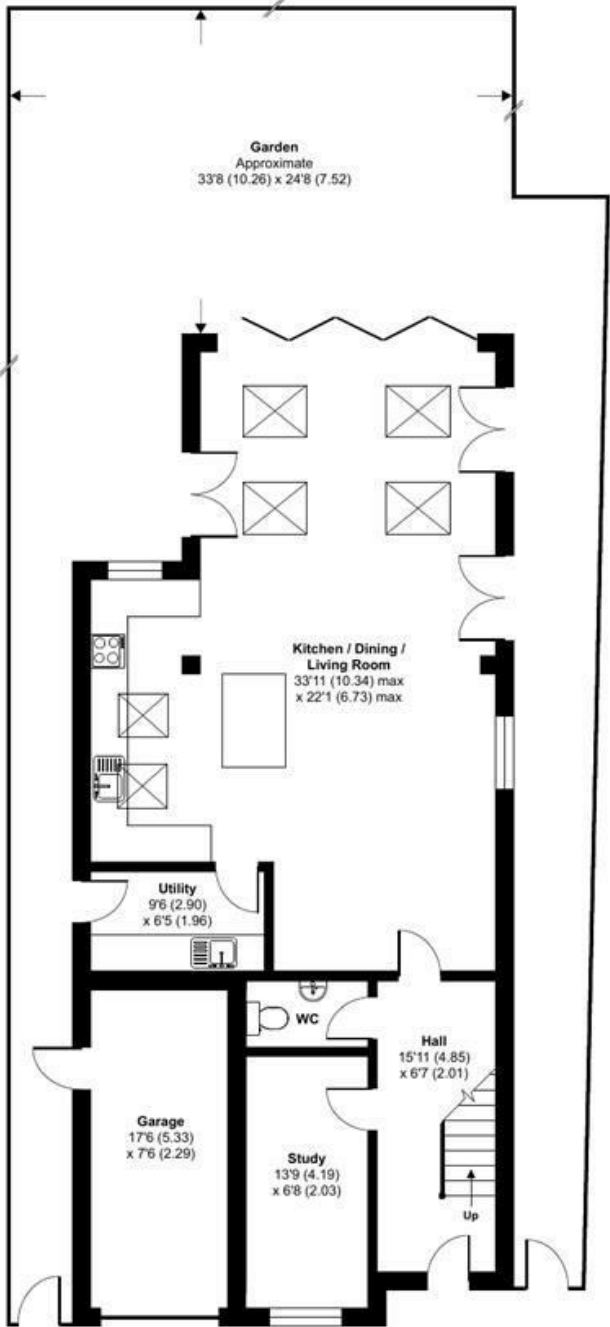 Garden
Approximate
33'8 (10.26) x 24'8 (7.52)
Kitchen / Dining /
Living Room
33'11 (10.34) max
x 22'1 (6.73) max
Utility
9'6 (2.90)
x 6'5 (1.96)
WC
Hall
15'11 (4.85)
x 6'7 (2.01)
Garage
17'6 (5.33)
x 7'6 (2.29)
Study
13'9 (4.19)
x 6'8 (2.03)
Up